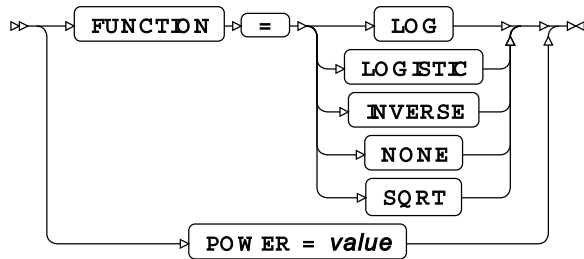 FUNCTION = LOG
LOGISTIC
INVERSE
NONE
SQRT
POWER = value